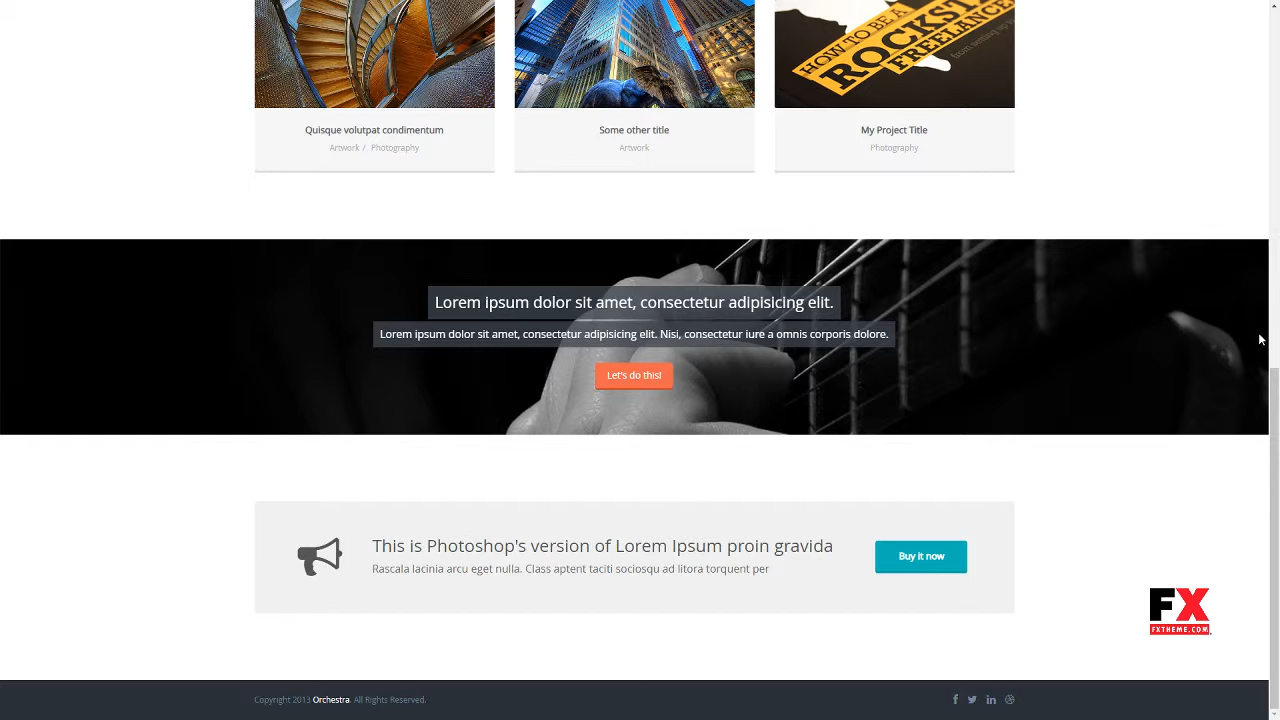 HOW TO BE A
FREELANCE
from setting up
Quisque volutpat condimentum
Some other title
My Project Title
Artwork / Photography
Artwork
Photography
Lorem ipsum dolor sit amet, consectetur adipisicing elit.
Lorem ipsum dolor sit amet, consectetur adipisicing elit. Nisi, consectetur iure a omnis corporis dolore.
Let's do this!
This is Photoshop's version of Lorem Ipsum proin gravida
Rascala lacinia arcu eget nulla. Class aptent taciti sociosqu ad litora torquent per
Buy it now
FX
FXTHEME.COM
Copyright 2013 Orchestra. All Rights Reserved.